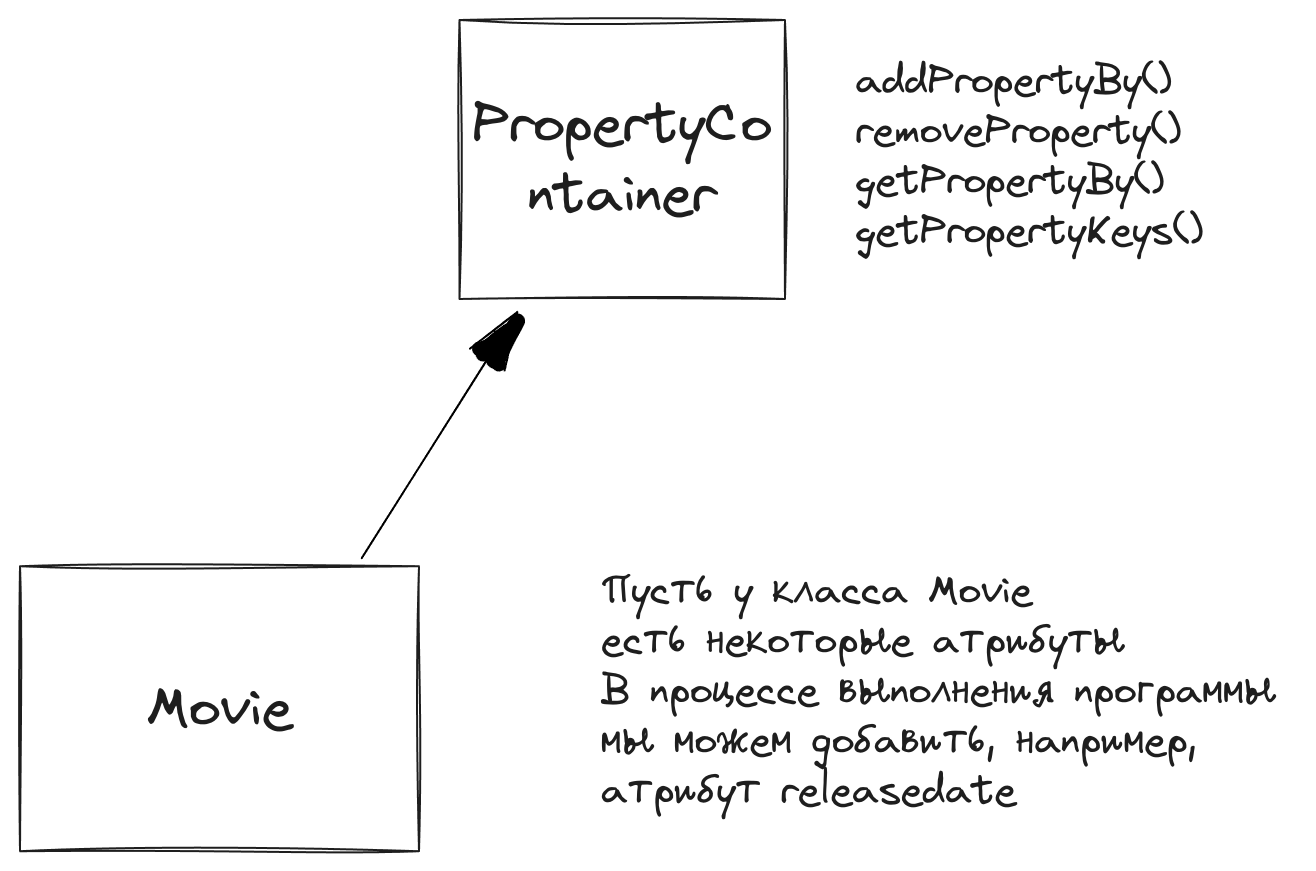 PropertyCo
ntainer
addPropertyBy()
removeProperty()
getPropertyBy()
getPropertyKeys()
Movie
Пусть у класса Movie
есть некоторые атрибуты
В процессе выполнения программы
мы можем добавить, например,
атрибут releasedate